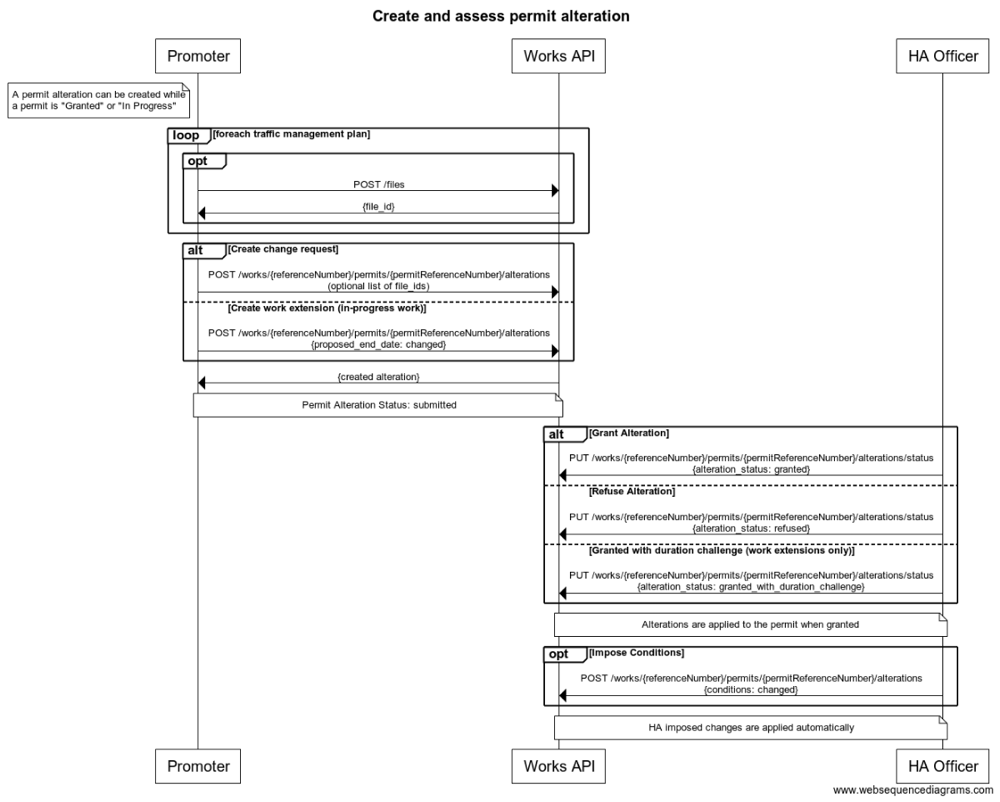 Create and assess permit alteration
Promoter
Works API
HA Officer
A permit alteration can be created while
a permit is "Granted" or "In Progress"
loop
[foreach traffic management plan]
opt
POST /files
{file_id}
alt
[Create change request]
POST /works/{referenceNumber}/permits/{permitReferenceNumber}/alterations
(optional list of file_ids)
[Create work extension (in-progress work)]
POST /works/{referenceNumber}/permits/{permitReferenceNumber}/alterations
{proposed_end_date: changed}
{created alteration}
Permit Alteration Status: submitted
alt
[Grant Alteration]
PUT /works/{referenceNumber}/permits/{permitReferenceNumber}/alterations/status
{alteration_status: granted}
[Refuse Alteration]
PUT /works/{referenceNumber}/permits/{permitReferenceNumber}/alterations/status
{alteration_status: refused}
[Granted with duration challenge (work extensions only)]
PUT /works/{referenceNumber}/permits/{permitReferenceNumber}/alterations/status
{alteration_status: granted_with_duration_challenge}
Alterations are applied to the permit when granted
opt
[Impose Conditions]
POST /works/{referenceNumber}/permits/{permitReferenceNumber}/alterations
{conditions: changed}
HA imposed changes are applied automatically
Promoter
Works API
HA Officer
www.websequencediagrams.com